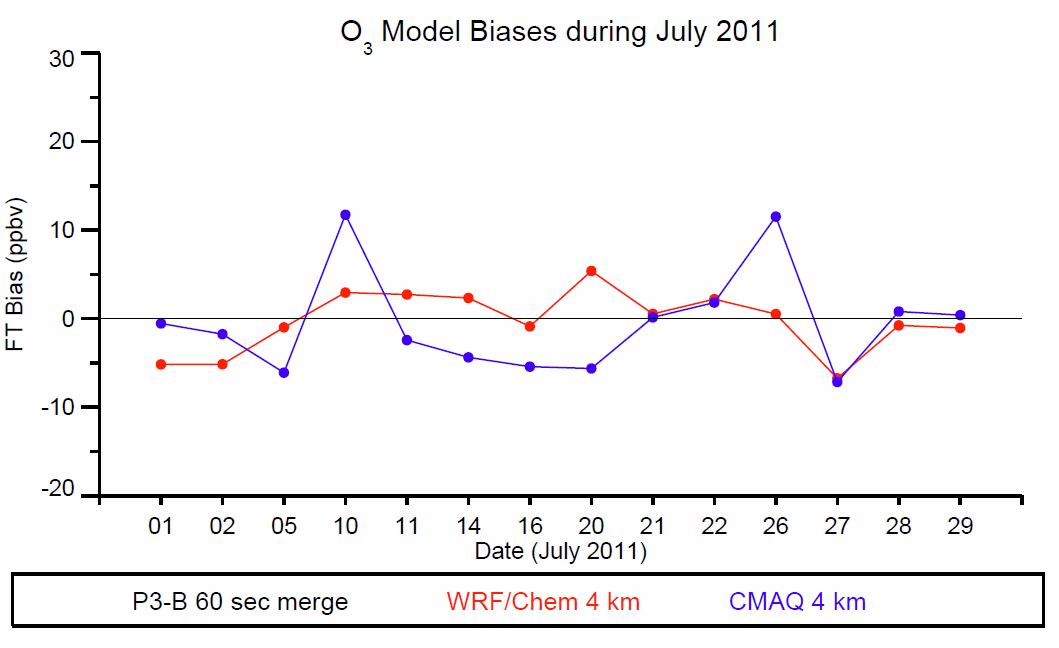 O3 Model Biases during July 2011
30
20
10
0
-10
-20
FT Bias (ppbv)
01 02 05 10 11 14 16 20 21 22 26 27 28 29
Date (July 2011)
P3-B 60 sec merge WRF/Chem 4 km CMAQ 4 km